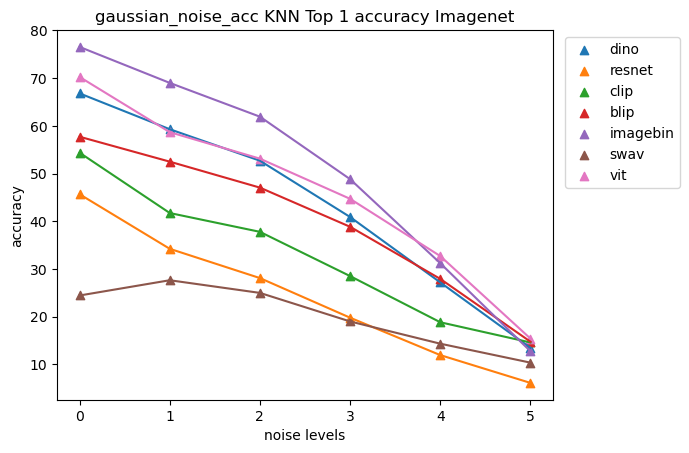 gaussian_noise_acc KNN Top 1 accuracy Imagenet
80
70
60
50
40
30
20
10
accuracy
0 1 2 3 4 5
noise levels
dino
resnet
clip
blip
imagebin
swav
vit